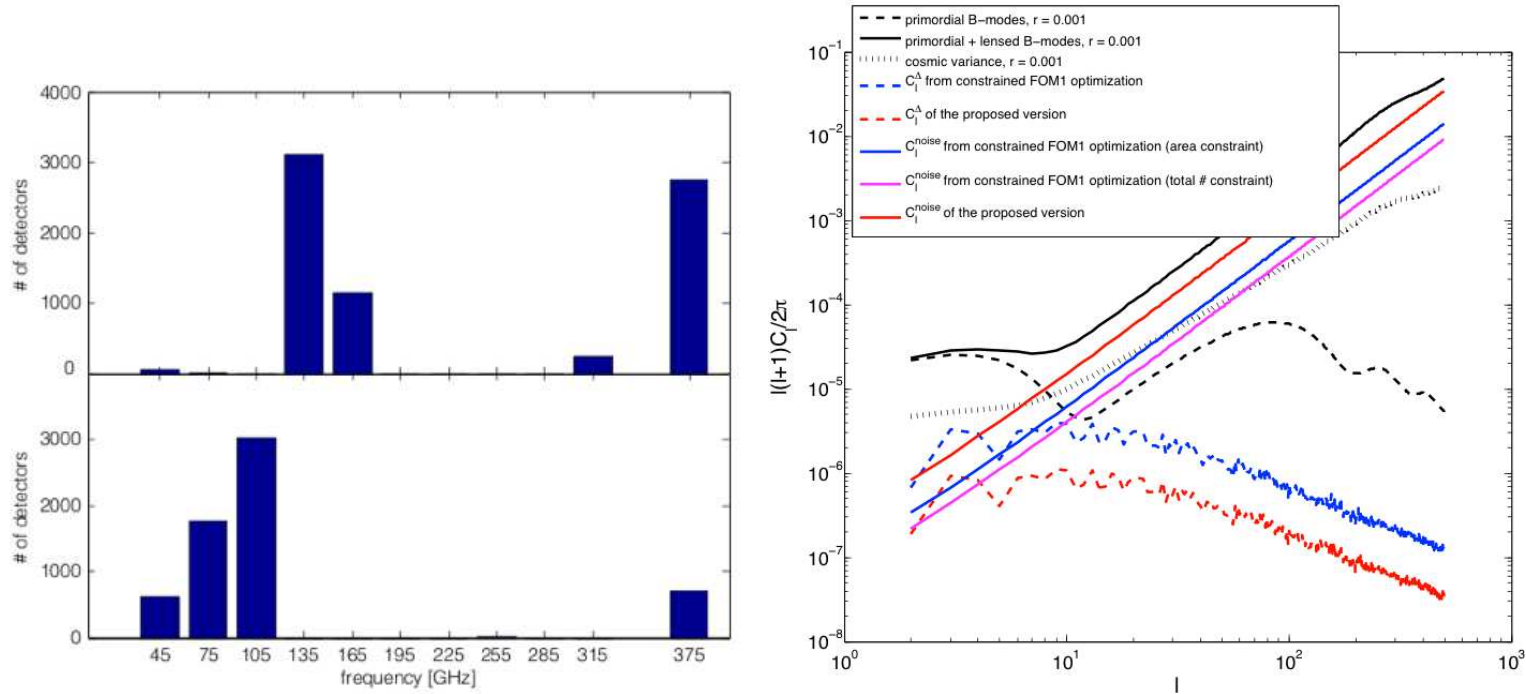 4000
3000
2000
1000
0
# of detectors
3000
2000
1000
0
# of detectors
45 75 105 135 165 195 225 255 285 315 375
frequency [GHz]
primordial B−modes, r = 0.001
primordial + lensed B−modes, r = 0.001
cosmic variance, r = 0.001
C_l^Δ from constrained FOM1 optimization
C_l^Δ of the proposed version
C_l^noise from constrained FOM1 optimization (area constraint)
C_l^noise from constrained FOM1 optimization (total # constraint)
C_l^noise of the proposed version
10^−1
10^−2
10^−3
10^−4
10^−5
10^−6
10^−7
10^−8
l(l+1)C_l/2π
10^0 10^1 10^2 10^3
l